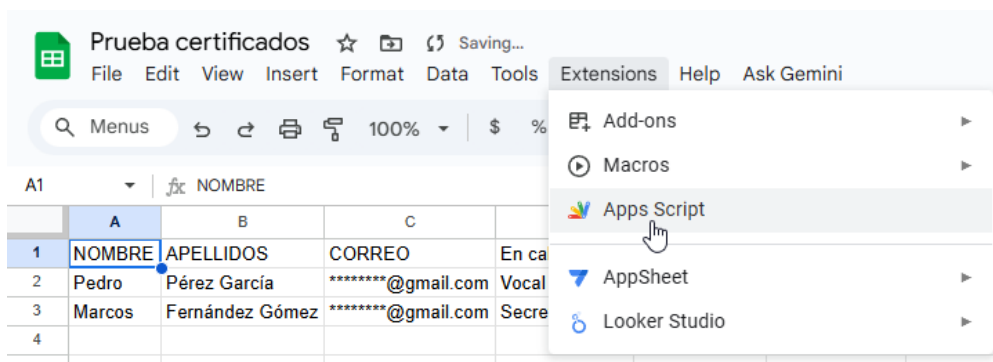 Prueba certificados Saving...
File Edit View Insert Format Data Tools Extensions Help Ask Gemini
Menus 100% $ %
Add-ons
Macros
Apps Script
AppSheet
Looker Studio
A1 fx NOMBRE
A B C
1 NOMBRE APELLIDOS CORREO En ca
2 Pedro Pérez García ********@gmail.com Vocal
3 Marcos Fernández Gómez ********@gmail.com Secre
4